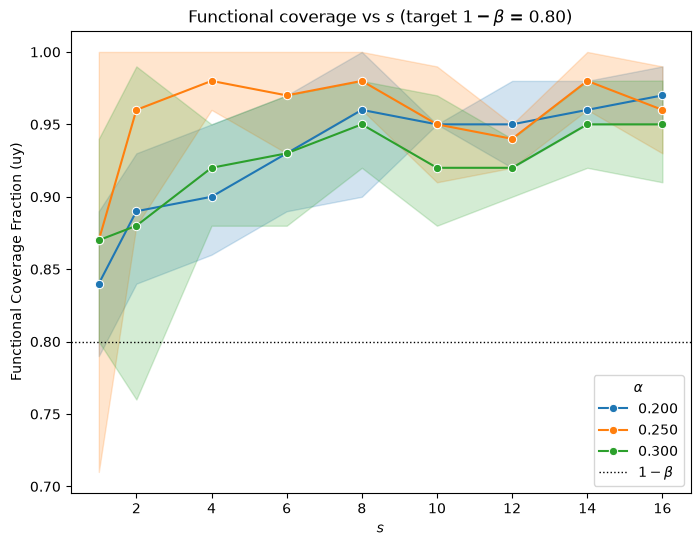 Functional coverage vs s (target 1 − β = 0.80)
Functional Coverage Fraction (uy)
1.00
0.95
0.90
0.85
0.80
0.75
0.70
2 4 6 8 10 12 14 16
s
α
0.200
0.250
0.300
1 − β